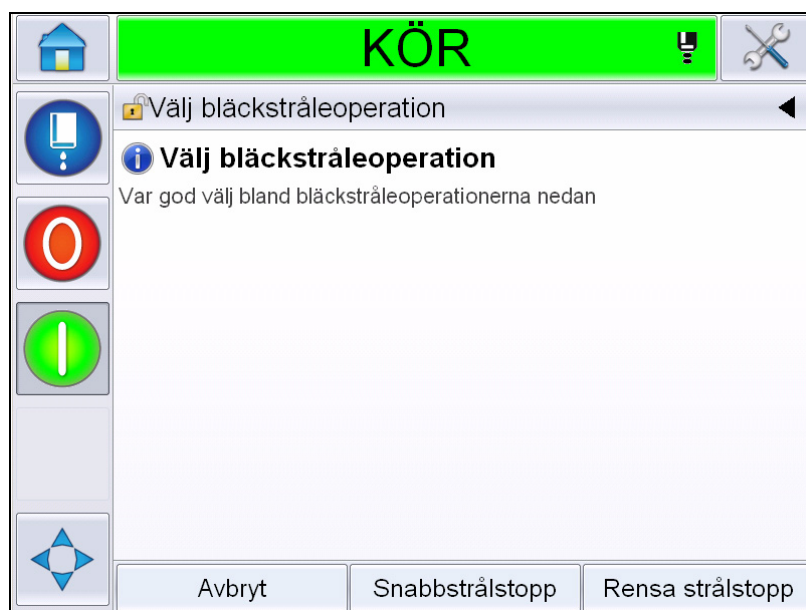 KÖR
Välj bläckstråleoperation
Välj bläckstråleoperation
Var god välj bland bläckstråleoperationerna nedan
Avbryt
Snabbstrålstopp
Rensa strålstopp